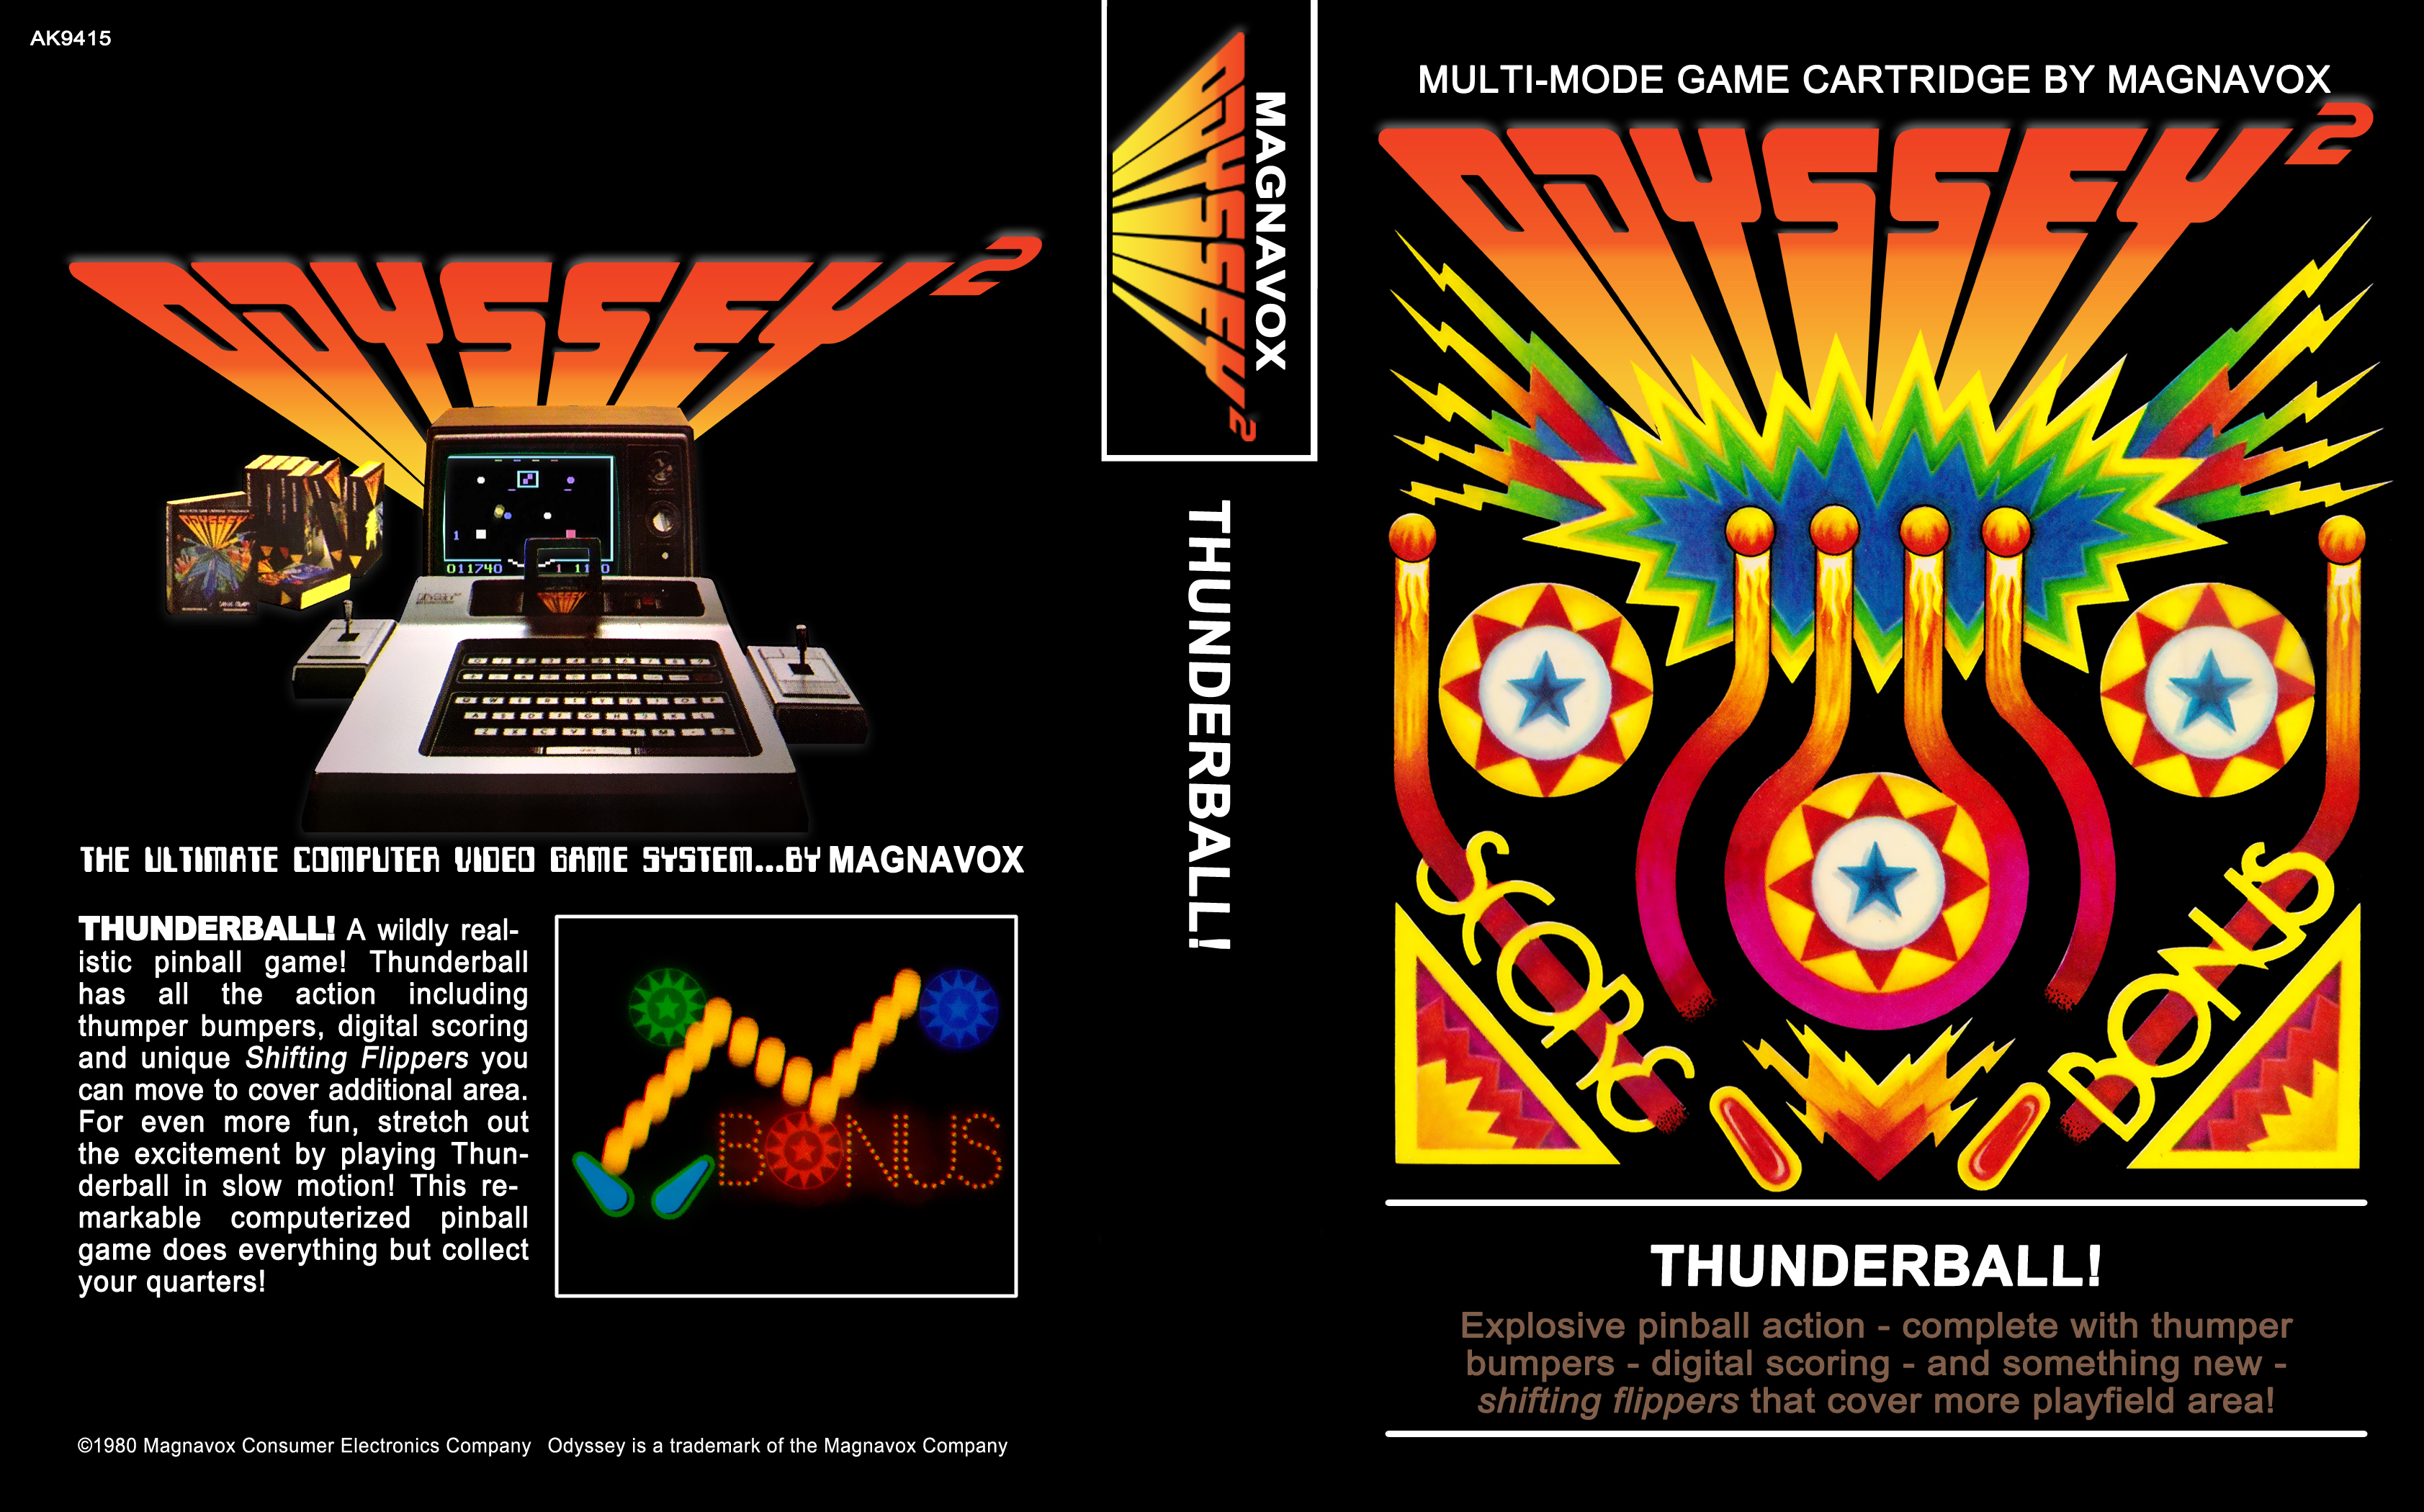 AK9415
ODYSSEY2
011740
THE ULTIMATE COMPUTER VIDEO GAME SYSTEM...BY MAGNAVOX
THUNDERBALL! A wildly real-
istic pinball game! Thunderball
has all the action including
thumper bumpers, digital scoring
and unique Shifting Flippers you
can move to cover additional area.
For even more fun, stretch out
the excitement by playing Thun-
derball in slow motion! This re-
markable computerized pinball
game does everything but collect
your quarters!
BONUS
©1980 Magnavox Consumer Electronics Company Odyssey is a trademark of the Magnavox Company
MAGNAVOX
ODYSSEY2
THUNDERBALL!
MULTI-MODE GAME CARTRIDGE BY MAGNAVOX
ODYSSEY2
SCORE
BONUS
THUNDERBALL!
Explosive pinball action - complete with thumper
bumpers - digital scoring - and something new -
shifting flippers that cover more playfield area!